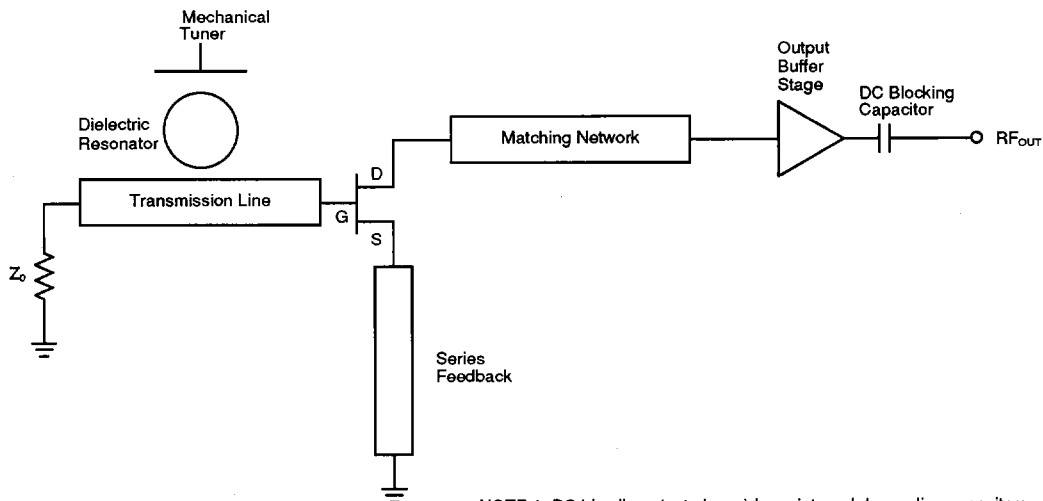 Mechanical
Tuner
Dielectric
Resonator
Transmission Line
Z₀
G
D
S
Series
Feedback
Matching Network
Output
Buffer
Stage
DC Blocking
Capacitor
RFOUT